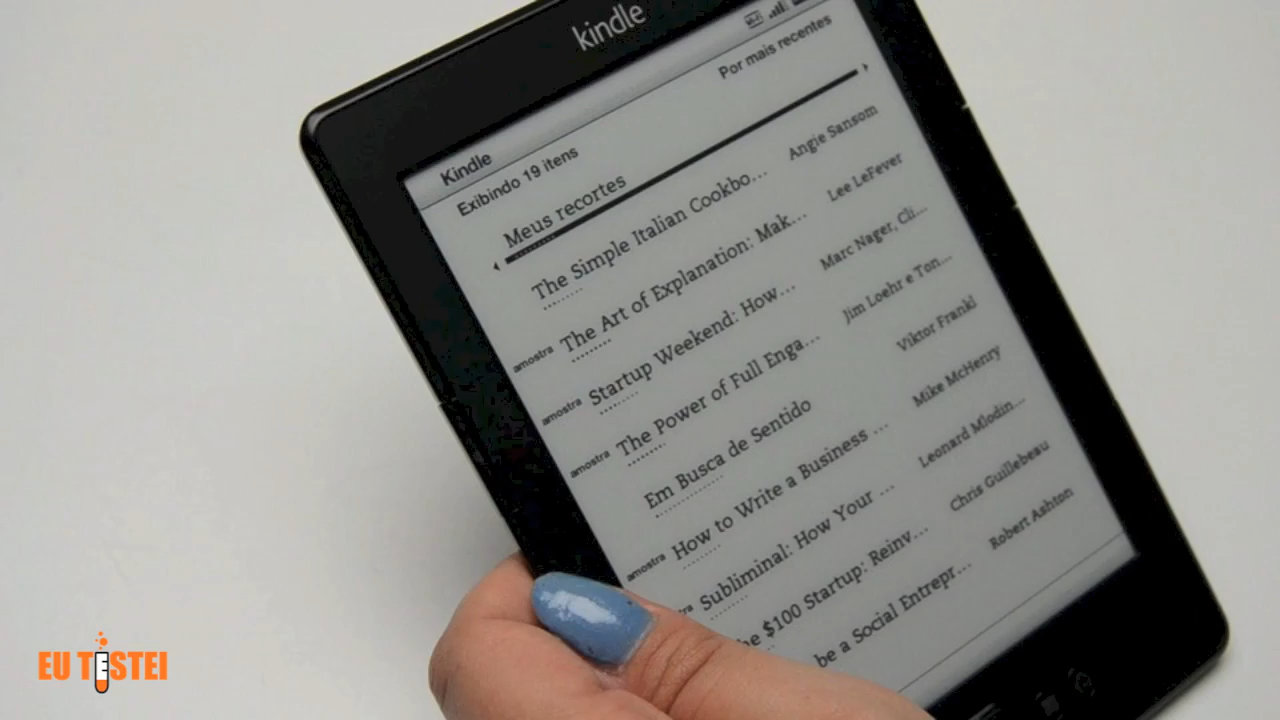 kindle
Por mais recentes
Kindle
Exibindo 19 itens
Meus recortes
The Simple Italian Cookbo... Angie Sansom
amostra The Art of Explanation: Mak... Lee LeFever
amostra Startup Weekend: How... Marc Nager, Cli...
amostra The Power of Full Enga... Jim Loehr e Ton...
Em Busca de Sentido Viktor Frankl
amostra How to Write a Business ... Mike McHenry
Subliminal: How Your ... Leonard Mlodin...
$100 Startup: Reinv... Chris Guillebeau
be a Social Entrepr... Robert Ashton
EU TESTEI